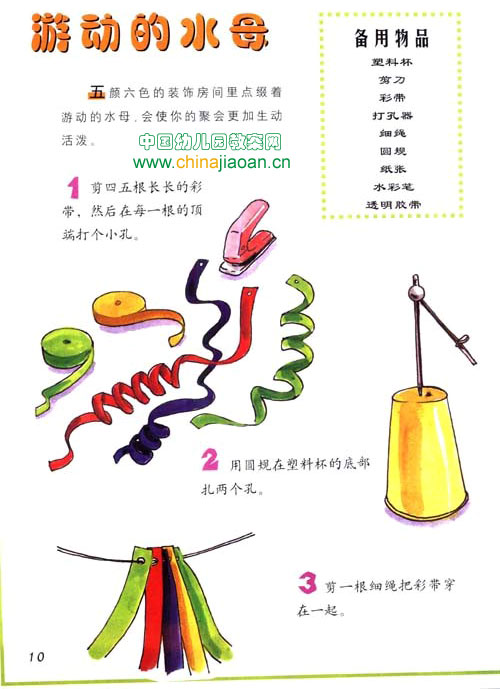 游动的水母
五颜六色的装饰房间里点缀着
游动的水母,会使你的聚会更加生动
活泼。
中国幼儿园教案网
www.chinajiaoan.cn
备用物品
塑料杯
剪刀
彩带
打孔器
细绳
圆规
纸张
水彩笔
透明胶带
1 剪四五根长长的彩
带,然后在每一根的顶
端打个小孔。
2 用圆规在塑料杯的底部
扎两个孔。
3 剪一根细绳把彩带穿
在一起。
10